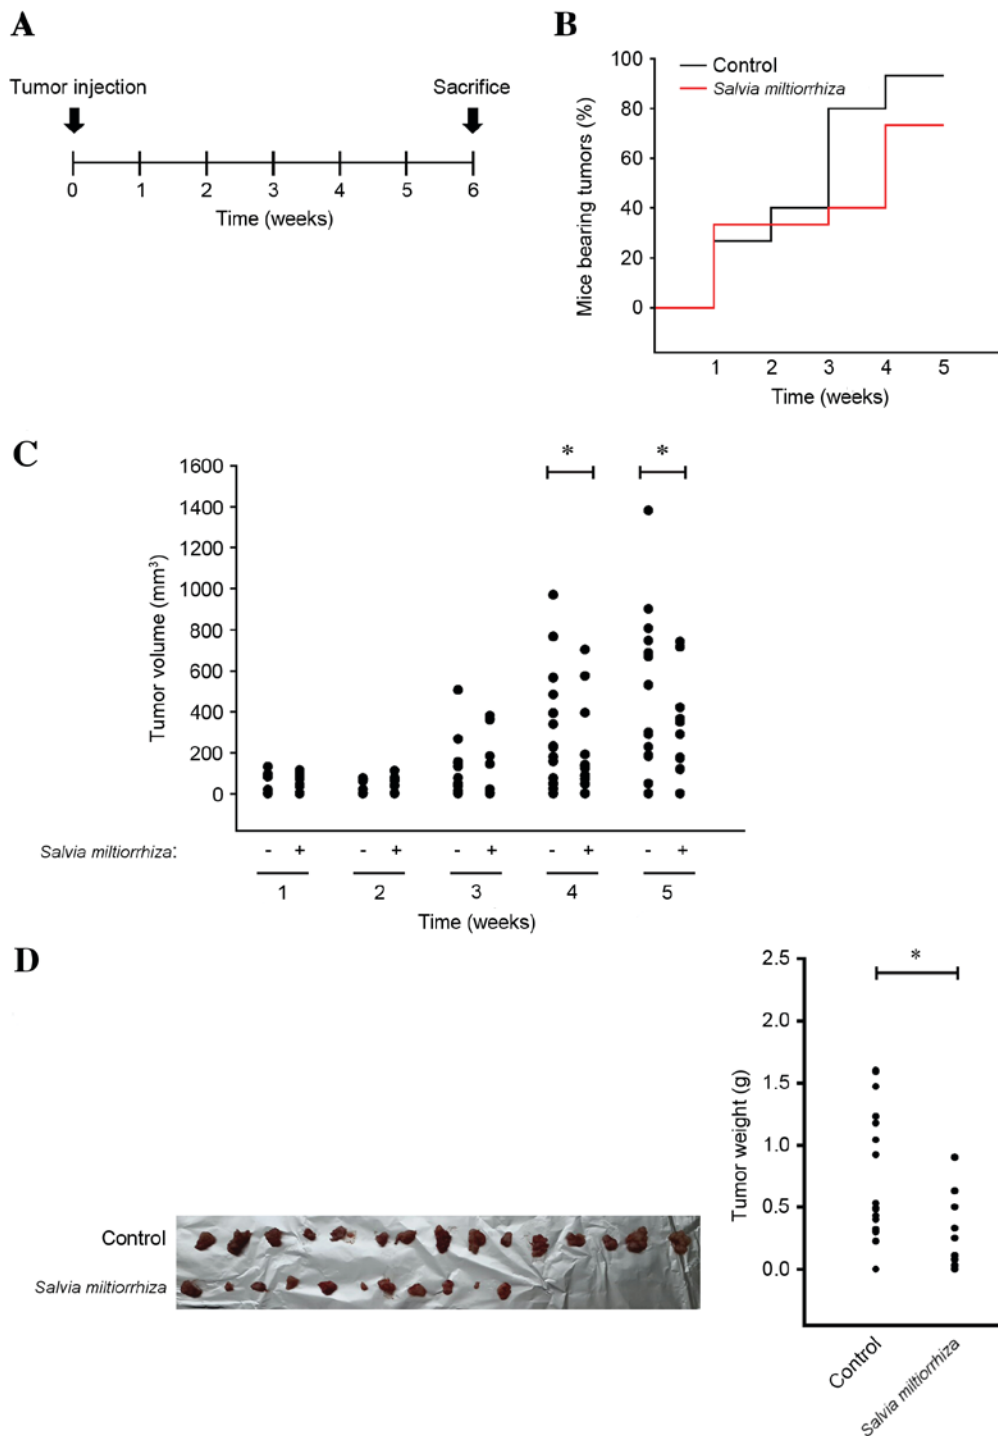 A
Tumor injection
Sacrifice
0 1 2 3 4 5 6
Time (weeks)
B
Control
Salvia miltiorrhiza
Mice bearing tumors (%)
100
80
60
40
20
0
1 2 3 4 5
Time (weeks)
C
Tumor volume (mm³)
1600
1400
1200
1000
800
600
400
200
0
* *
Salvia miltiorrhiza: - + - + - + - + - +
1 2 3 4 5
Time (weeks)
D
Control
Salvia miltiorrhiza
Tumor weight (g)
2.5
2.0
1.5
1.0
0.5
0.0
*
Control
Salvia miltiorrhiza